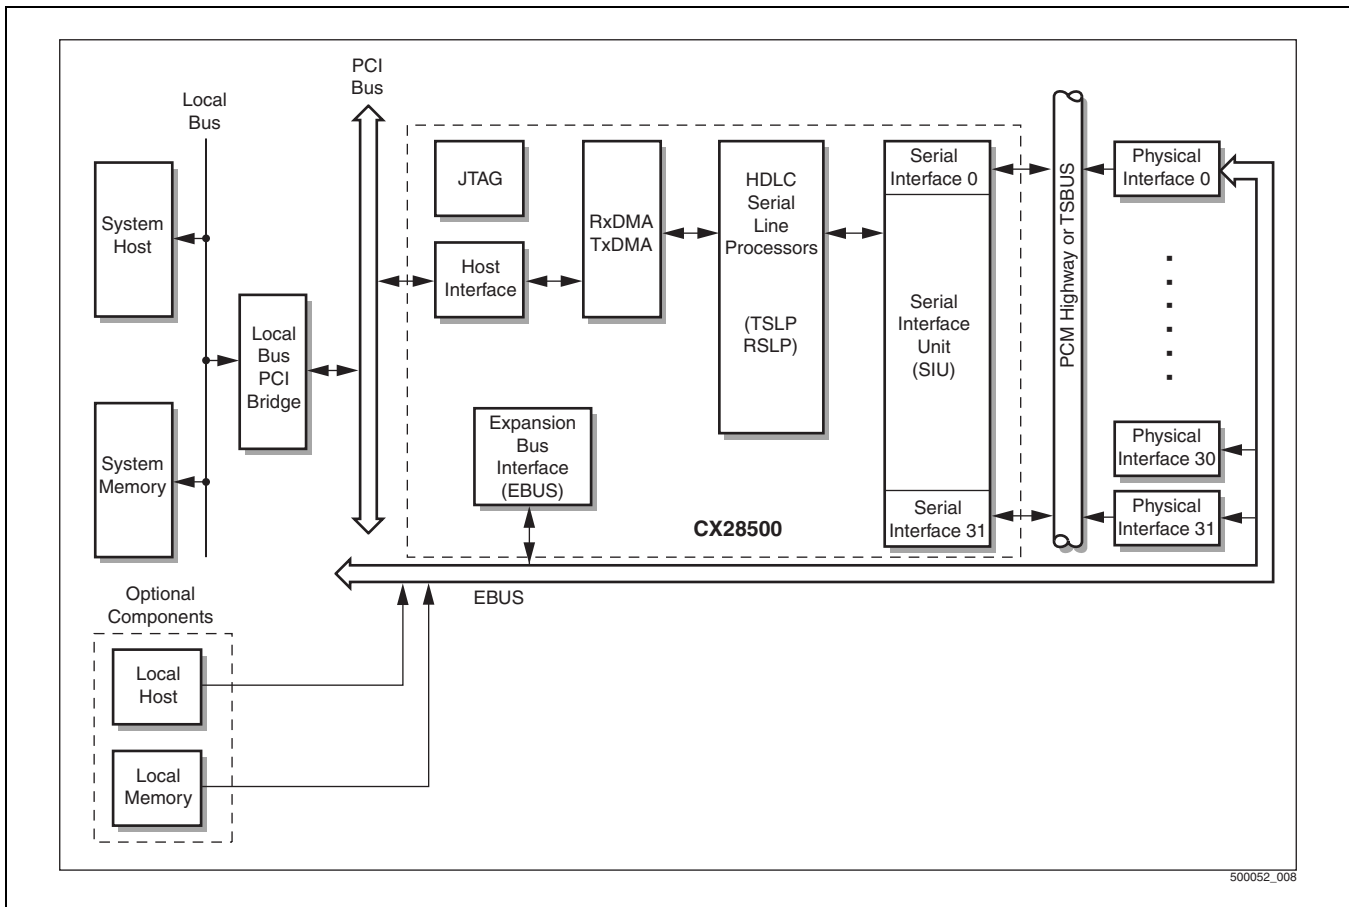 PCI
Bus
Local
Bus
System
Host
System
Memory
Local
Bus
PCI
Bridge
JTAG
Host
Interface
RxDMA
TxDMA
HDLC
Serial
Line
Processors
(TSLP
RSLP)
Serial
Interface 0
Serial
Interface
Unit
(SIU)
Serial
Interface 31
Expansion
Bus
Interface
(EBUS)
CX28500
PCM Highway or TSBUS
Physical
Interface 0
Physical
Interface 30
Physical
Interface 31
EBUS
Optional
Components
Local
Host
Local
Memory
500052_008